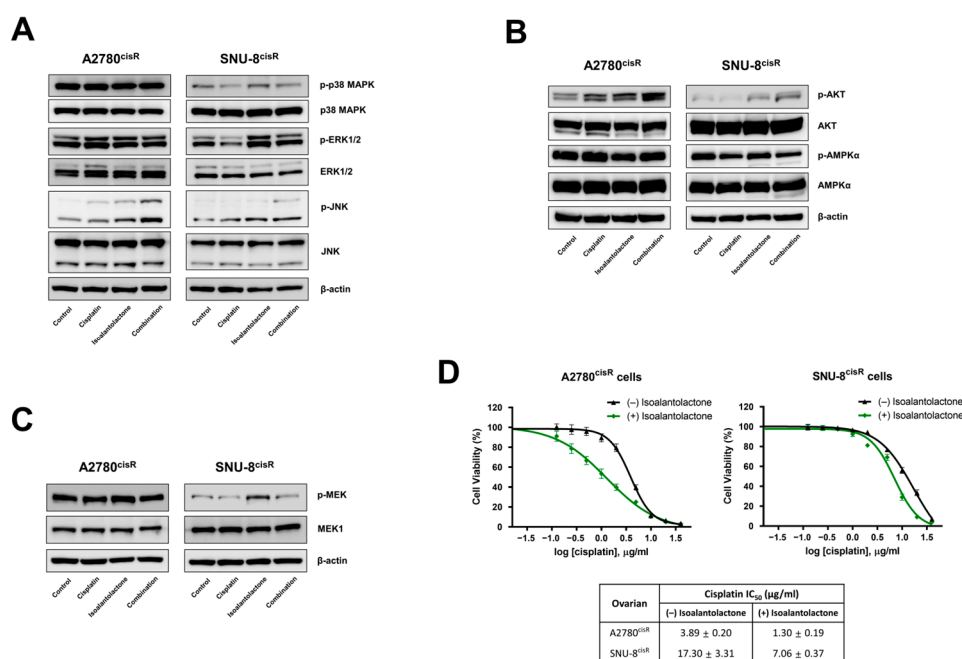 A
A2780cisR SNU-8cisR
p-p38 MAPK
p38 MAPK
p-ERK1/2
ERK1/2
p-JNK
JNK
β-actin
Control Cisplatin Isoalantolactone Combination Control Cisplatin Isoalantolactone Combination
B
A2780cisR SNU-8cisR
p-AKT
AKT
p-AMPKα
AMPKα
β-actin
Control Cisplatin Isoalantolactone Combination Control Cisplatin Isoalantolactone Combination
C
A2780cisR SNU-8cisR
p-MEK
MEK1
β-actin
Control Cisplatin Isoalantolactone Combination Control Cisplatin Isoalantolactone Combination
D
A2780cisR cells
(–) Isoalantolactone
(+) Isoalantolactone
Cell Viability (%)
120
100
80
60
40
20
0
−1.5 −1.0 −0.5 0.0 0.5 1.0 1.5
log [cisplatin], μg/ml
SNU-8cisR cells
(–) Isoalantolactone
(+) Isoalantolactone
Cell Viability (%)
120
100
80
60
40
20
0
−1.5 −1.0 −0.5 0.0 0.5 1.0 1.5
log [cisplatin], μg/ml
Ovarian Cisplatin IC50 (μg/ml)
(–) Isoalantolactone (+) Isoalantolactone
A2780cisR 3.89 ± 0.20 1.30 ± 0.19
SNU-8cisR 17.30 ± 3.31 7.06 ± 0.37